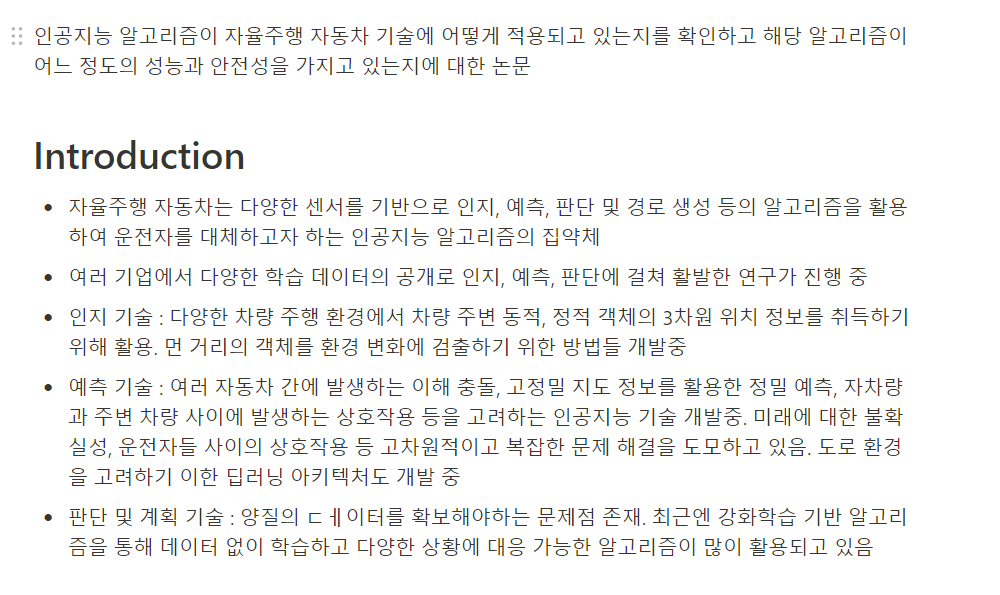 인공지능 알고리즘이 자율주행 자동차 기술에 어떻게 적용되고 있는지를 확인하고 해당 알고리즘이
어느 정도의 성능과 안전성을 가지고 있는지에 대한 논문
Introduction
• 자율주행 자동차는 다양한 센서를 기반으로 인지, 예측, 판단 및 경로 생성 등의 알고리즘을 활용
하여 운전자를 대체하고자 하는 인공지능 알고리즘의 집약체
• 여러 기업에서 다양한 학습 데이터의 공개로 인지, 예측, 판단에 걸쳐 활발한 연구가 진행 중
• 인지 기술 : 다양한 차량 주행 환경에서 차량 주변 동적, 정적 객체의 3차원 위치 정보를 취득하기
위해 활용. 먼 거리의 객체를 환경 변화에 검출하기 위한 방법들 개발중
• 예측 기술 : 여러 자동차 간에 발생하는 이해 충돌, 고정밀 지도 정보를 활용한 정밀 예측, 자차량
과 주변 차량 사이에 발생하는 상호작용 등을 고려하는 인공지능 기술 개발중. 미래에 대한 불확
실성, 운전자들 사이의 상호작용 등 고차원적이고 복잡한 문제 해결을 도모하고 있음. 도로 환경
을 고려하기 이한 딥러닝 아키텍처도 개발 중
• 판단 및 계획 기술 : 양질의 ㄷㅔ이터를 확보해야하는 문제점 존재. 최근엔 강화학습 기반 알고리
즘을 통해 데이터 없이 학습하고 다양한 상황에 대응 가능한 알고리즘이 많이 활용되고 있음